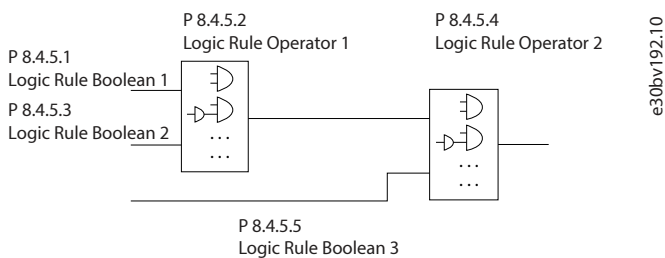 P 8.4.5.2
Logic Rule Operator 1
P 8.4.5.4
Logic Rule Operator 2
P 8.4.5.1
Logic Rule Boolean 1
P 8.4.5.3
Logic Rule Boolean 2
...
...
...
...
P 8.4.5.5
Logic Rule Boolean 3
e30bv192.10